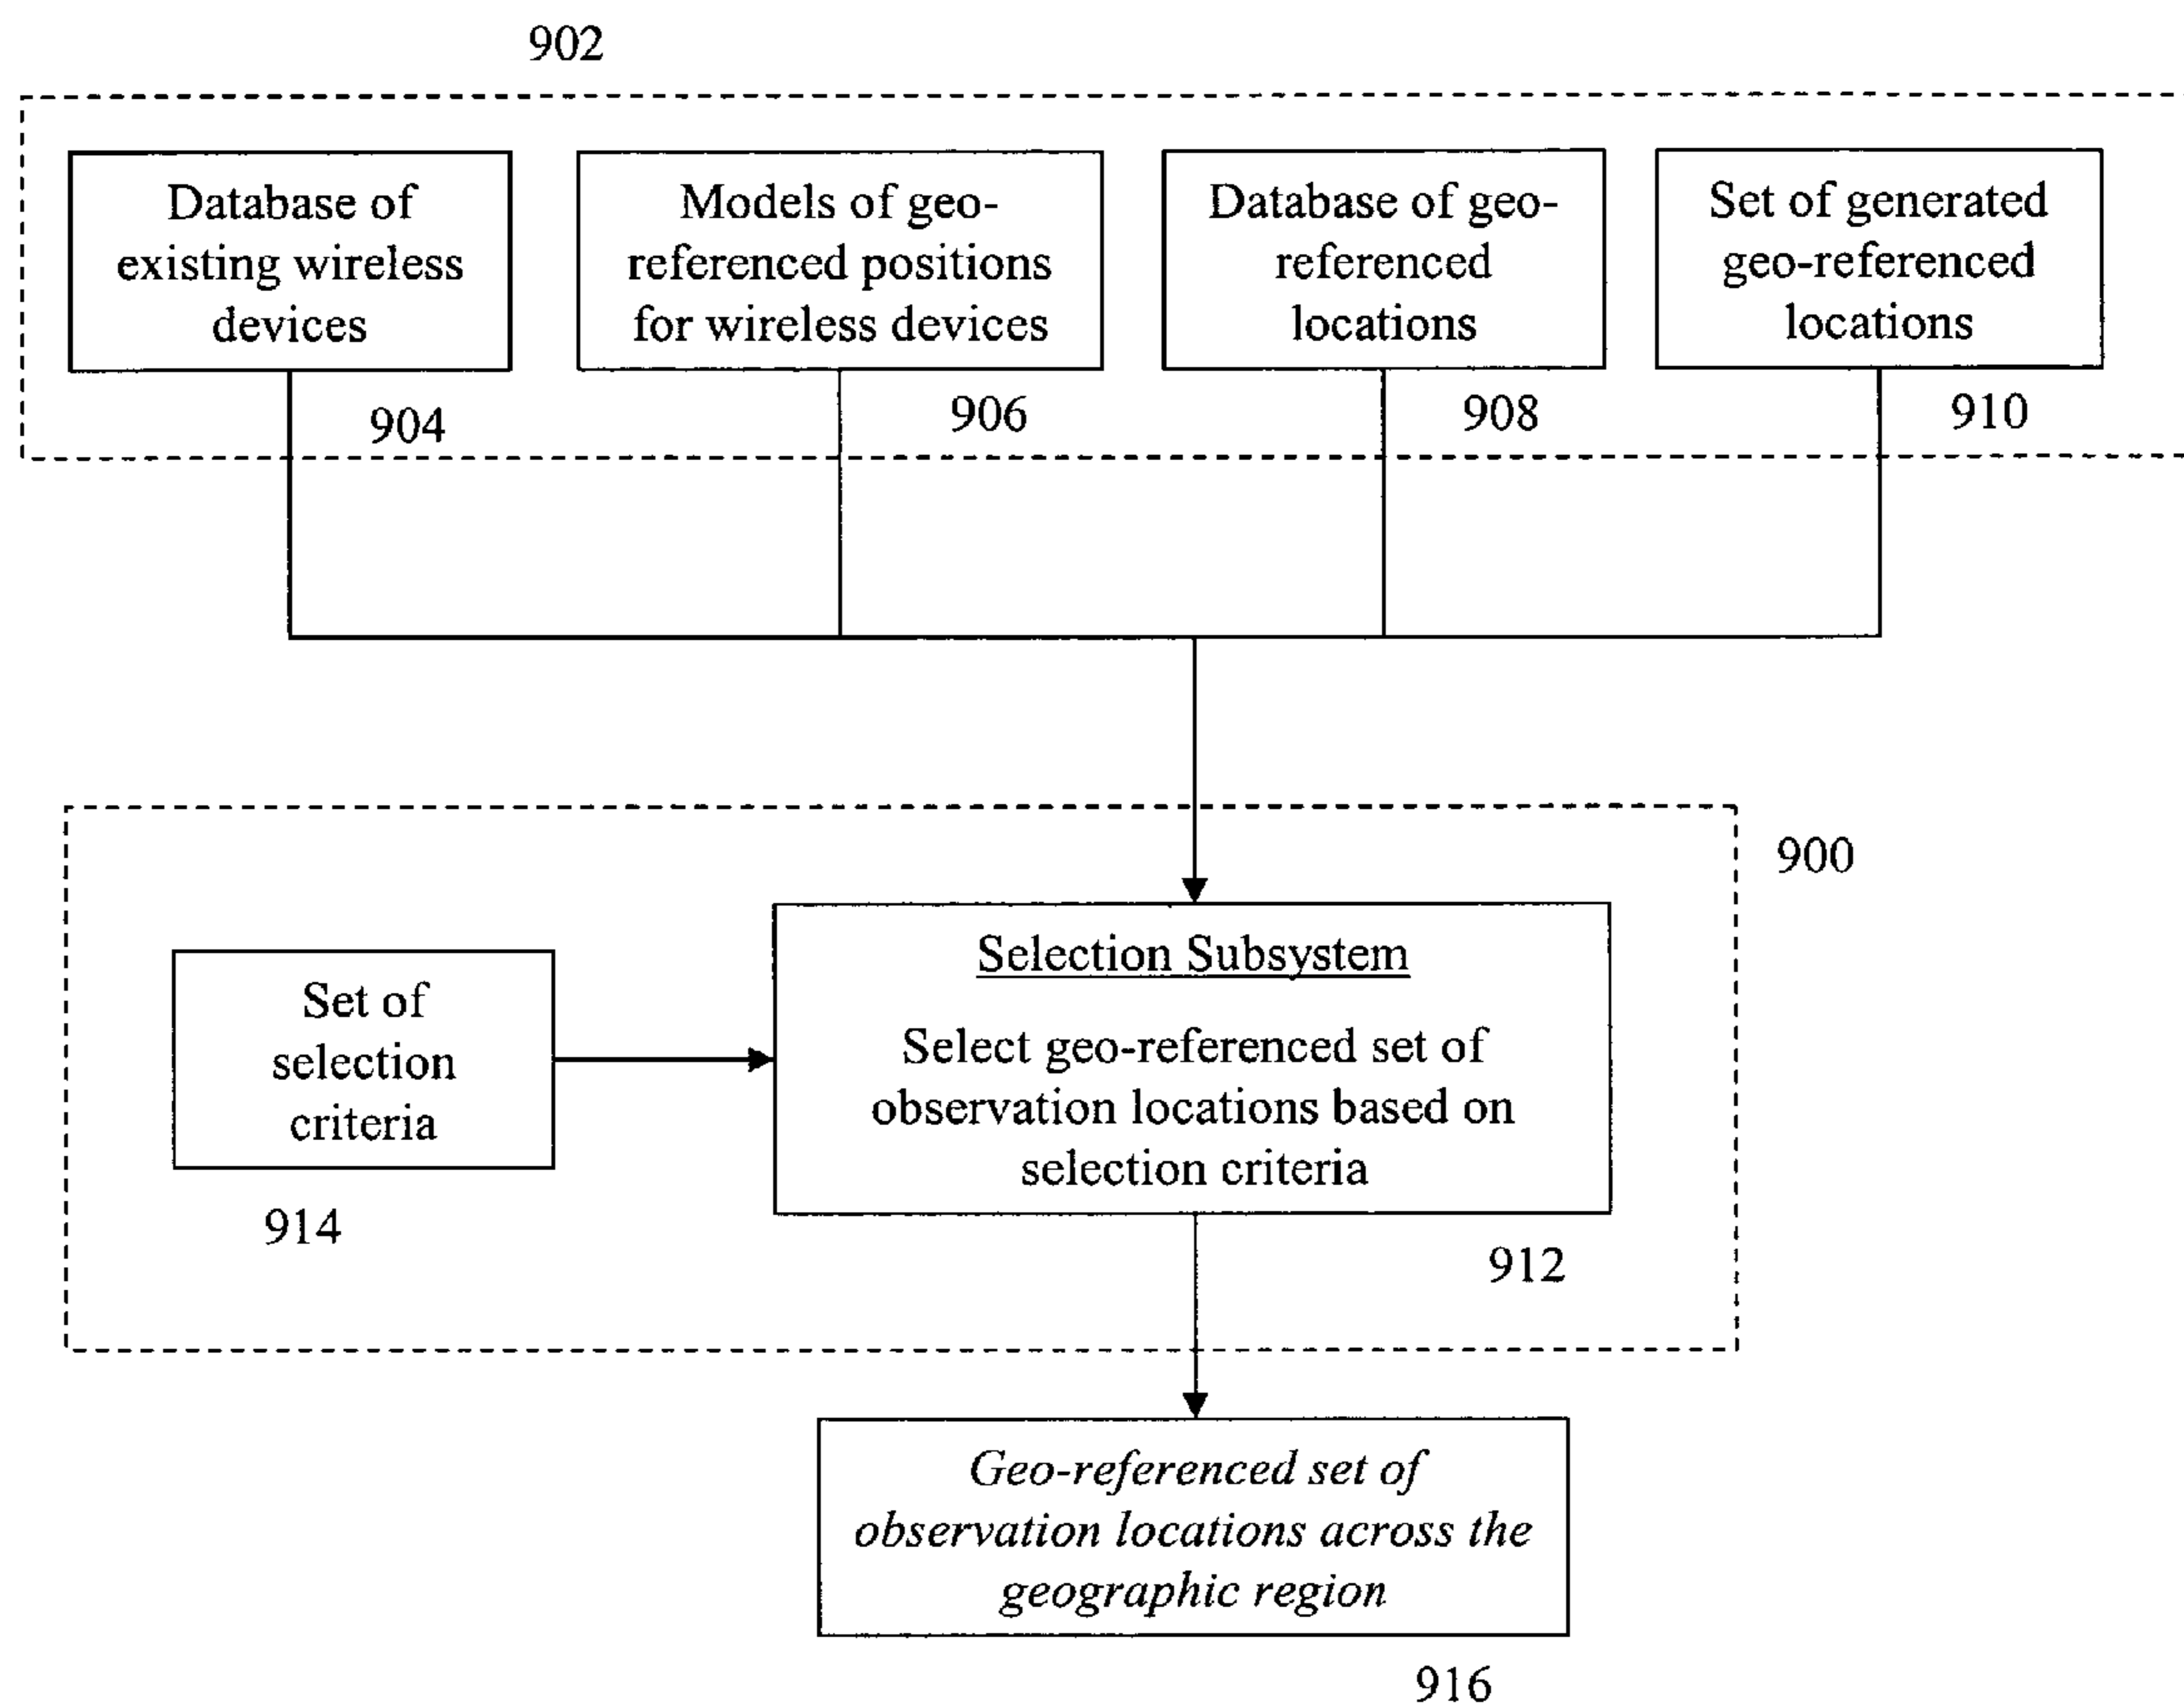 902
Database of
existing wireless
devices
Models of geo-
referenced positions
for wireless devices
Database of geo-
referenced
locations
Set of generated
geo-referenced
locations
904
906
908
910
900
Set of
selection
criteria
914
Selection Subsystem
Select geo-referenced set of
observation locations based on
selection criteria
912
Geo-referenced set of
observation locations across the
geographic region
916